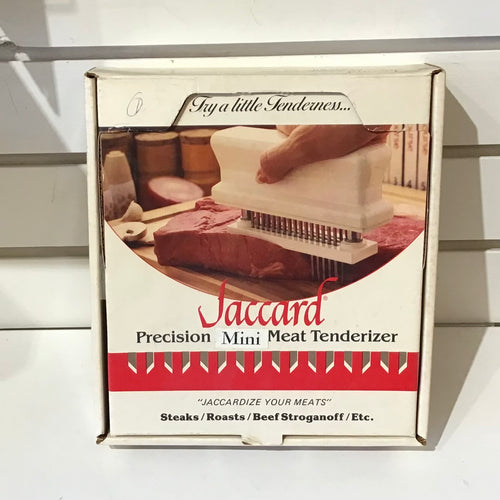 Try a little Tenderness...
Jaccard®
Precision Mini Meat Tenderizer
"JACCARDIZE YOUR MEATS"
Steaks/Roasts/Beef Stroganoff/Etc.